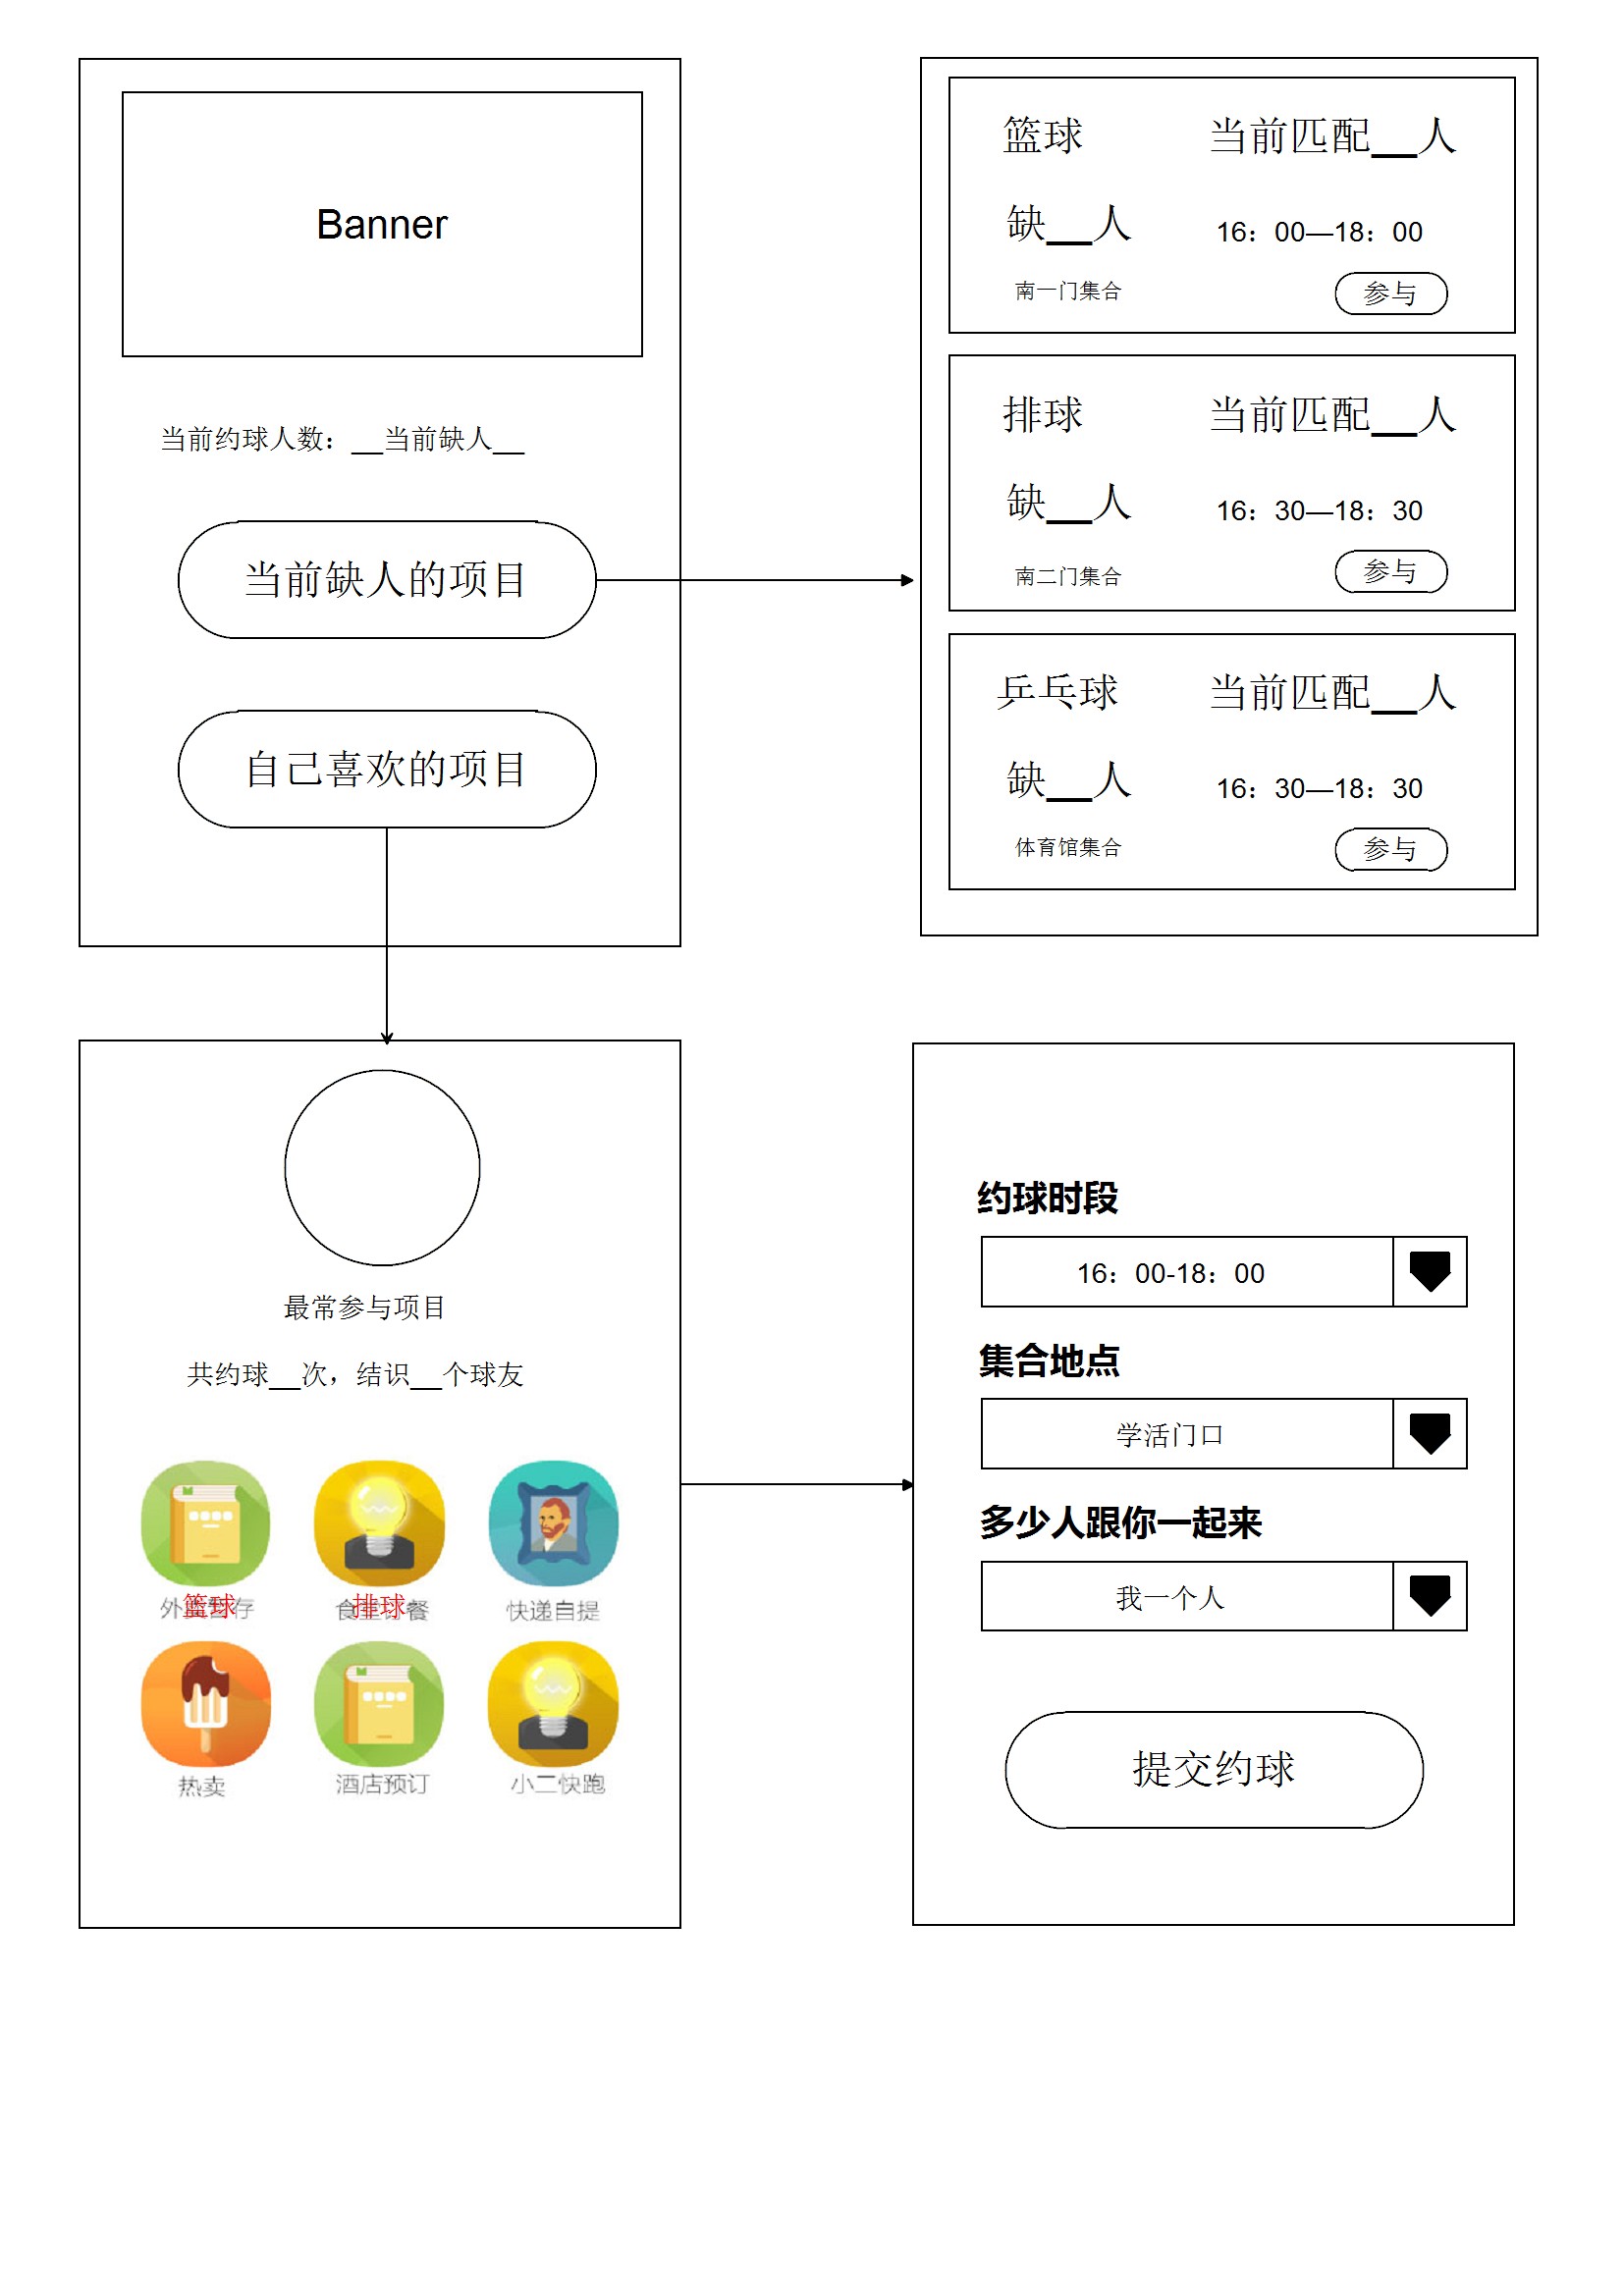 Banner
当前约球人数：__当前缺人__
当前缺人的项目
自己喜欢的项目
篮球 当前匹配__人
缺__人 16：00—18：00
南一门集合 参与
排球 当前匹配__人
缺__人 16：30—18：30
南二门集合 参与
乒乓球 当前匹配__人
缺__人 16：30—18：30
体育馆集合 参与
最常参与项目
共约球__次，结识__个球友
篮球 排球 快递自提
热卖 酒店预订 小二快跑
约球时段
16：00-18：00
集合地点
学活门口
多少人跟你一起来
我一个人
提交约球